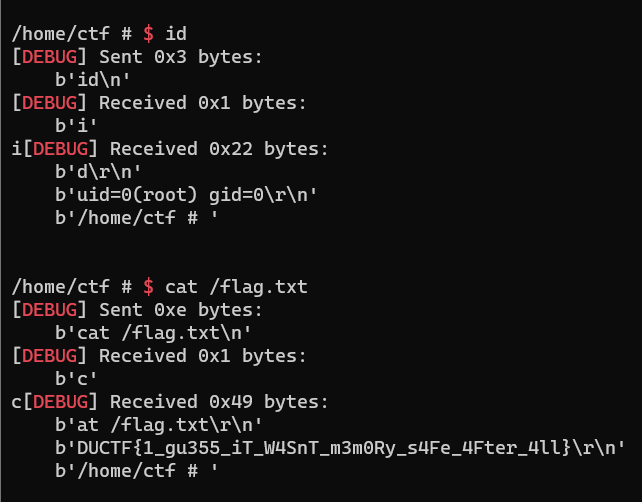 /home/ctf # $ id
[DEBUG] Sent 0x3 bytes:
    b'id\n'
[DEBUG] Received 0x1 bytes:
    b'i'
i[DEBUG] Received 0x22 bytes:
    b'd\r\n'
    b'uid=0(root) gid=0\r\n'
    b'/home/ctf # '
/home/ctf # $ cat /flag.txt
[DEBUG] Sent 0xe bytes:
    b'cat /flag.txt\n'
[DEBUG] Received 0x1 bytes:
    b'c'
c[DEBUG] Received 0x49 bytes:
    b'at /flag.txt\r\n'
    b'DUCTF{1_gu355_iT_W4SnT_m3m0Ry_s4Fe_4Fter_4ll}\r\n'
    b'/home/ctf # '